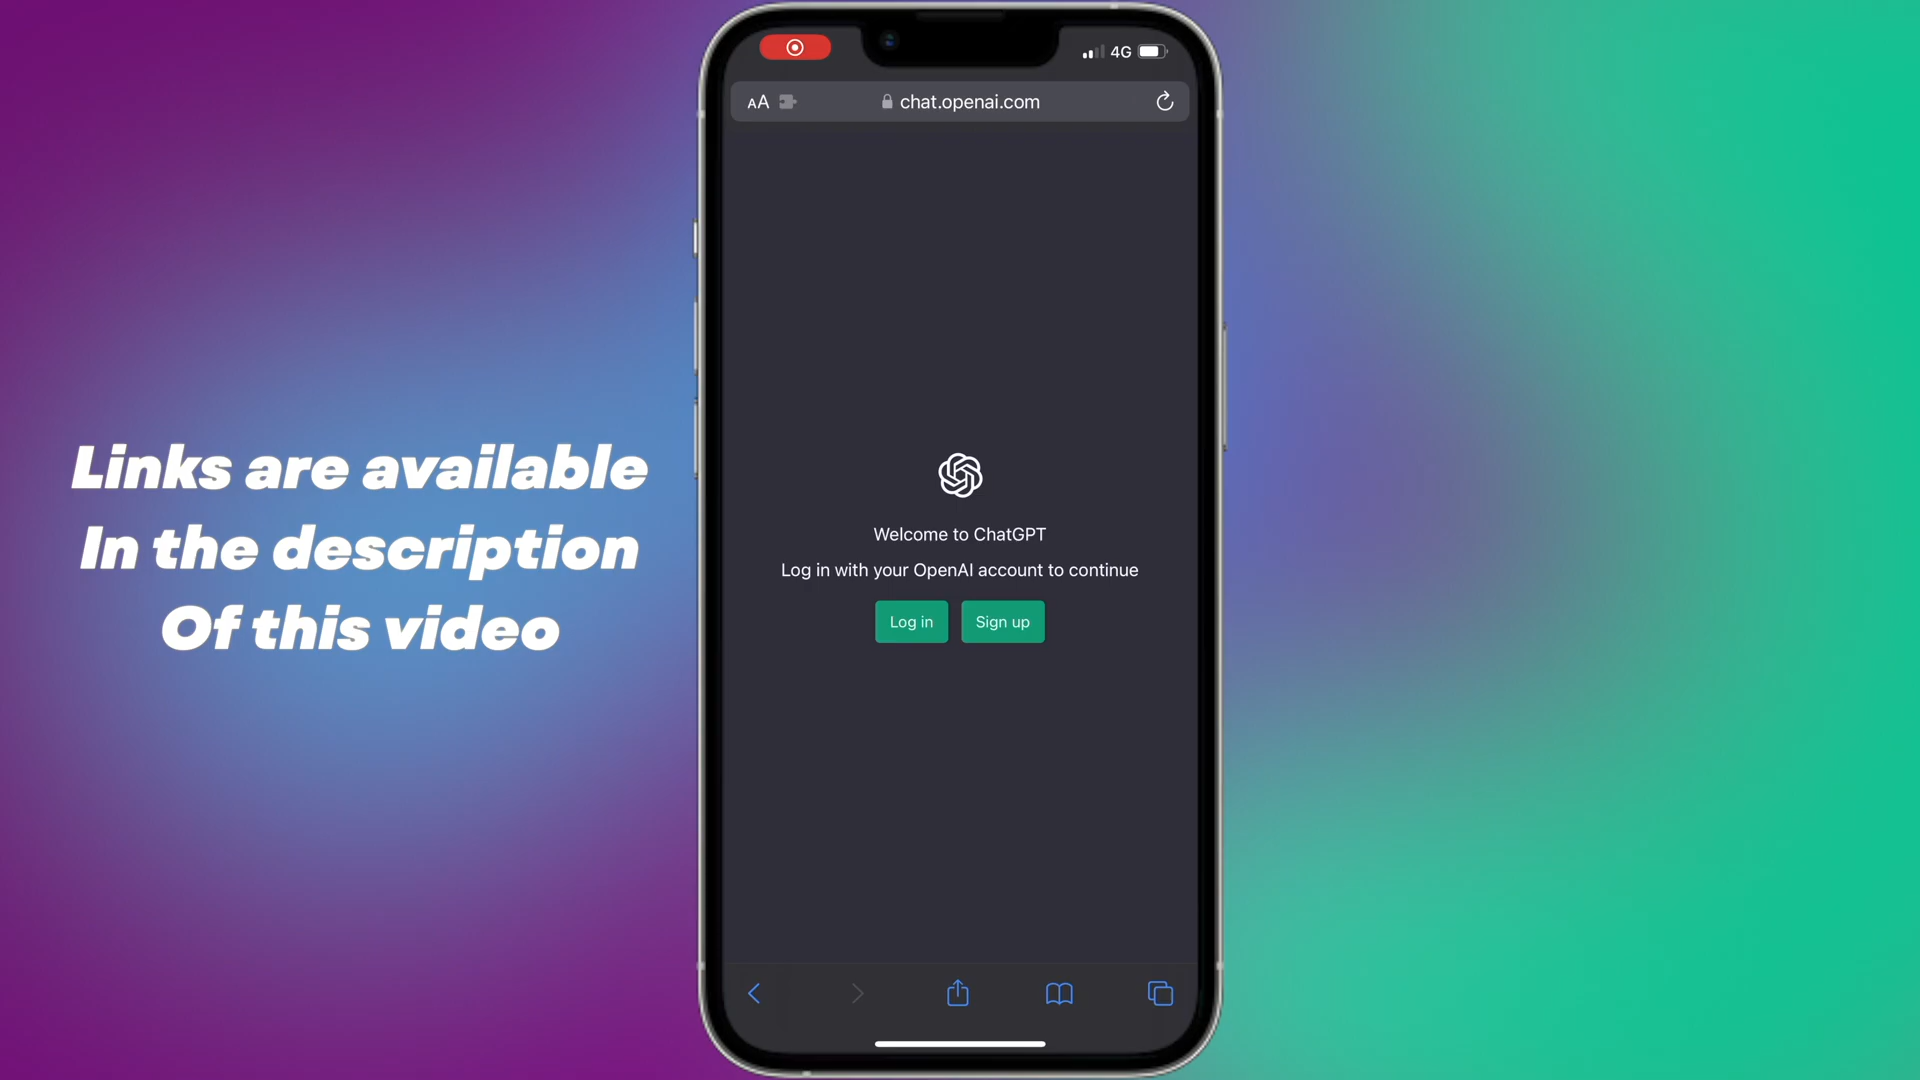 4G
AA
chat.openai.com
Links are available
In the description
Of this video
Welcome to ChatGPT
Log in with your OpenAI account to continue
Log in
Sign up